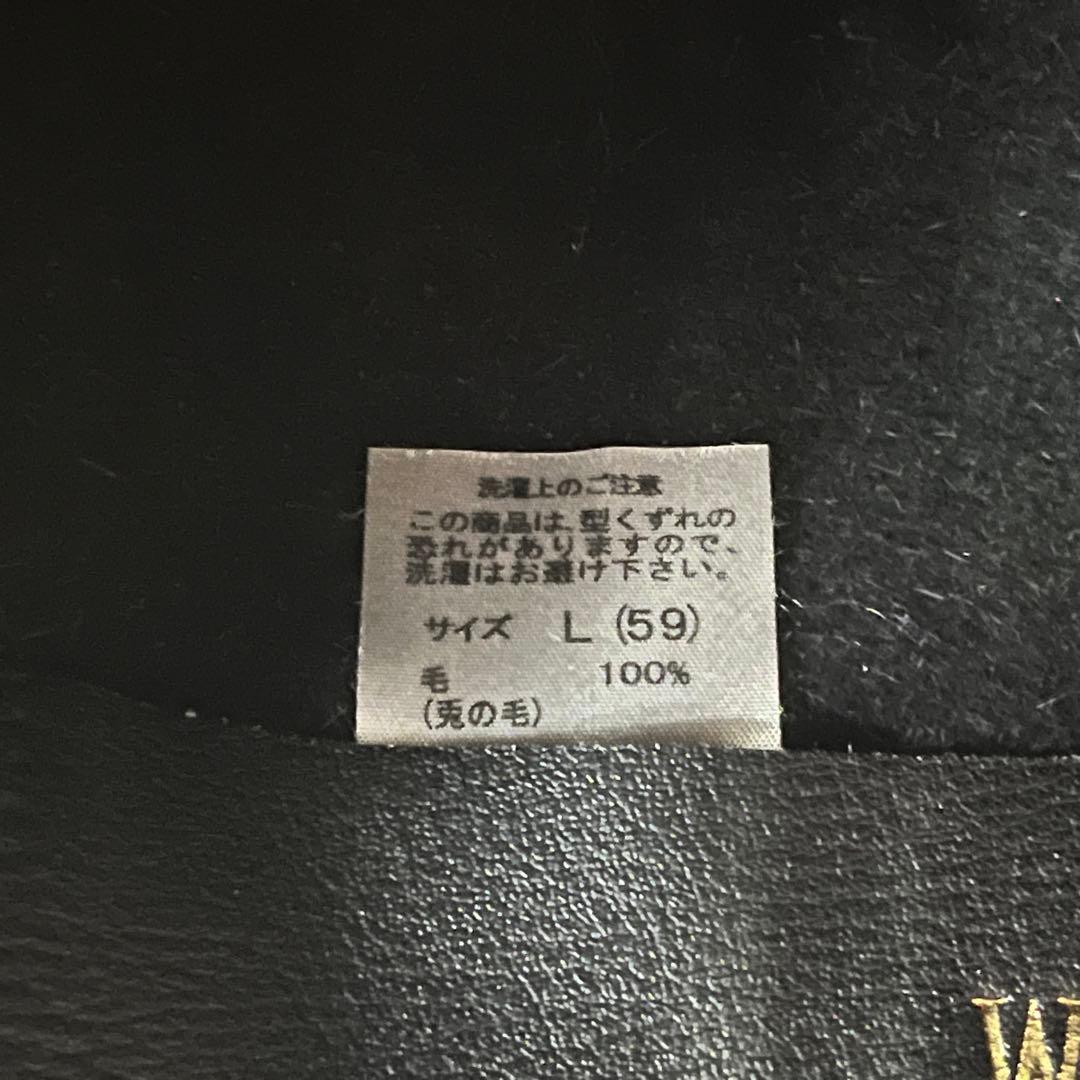 洗濯上のご注意
この商品は、型くずれの
恐れがありますので、
洗濯はお避け下さい。
サイズ L (59)
毛 100%
(兎の毛)
W